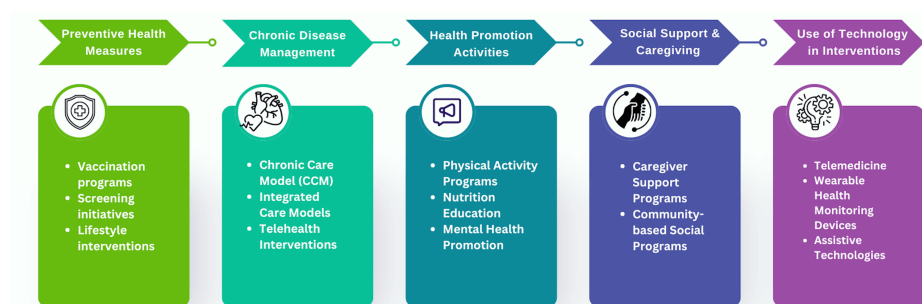 Preventive Health
Measures
Chronic Disease
Management
Health Promotion
Activities
Social Support &
Caregiving
Use of Technology
in Interventions
• Vaccination
programs
• Screening
initiatives
• Lifestyle
interventions
• Chronic Care
Model (CCM)
• Integrated
Care Models
• Telehealth
Interventions
• Physical Activity
Programs
• Nutrition
Education
• Mental Health
Promotion
• Caregiver
Support
Programs
• Community-
based Social
Programs
• Telemedicine
• Wearable
Health
Monitoring
Devices
• Assistive
Technologies